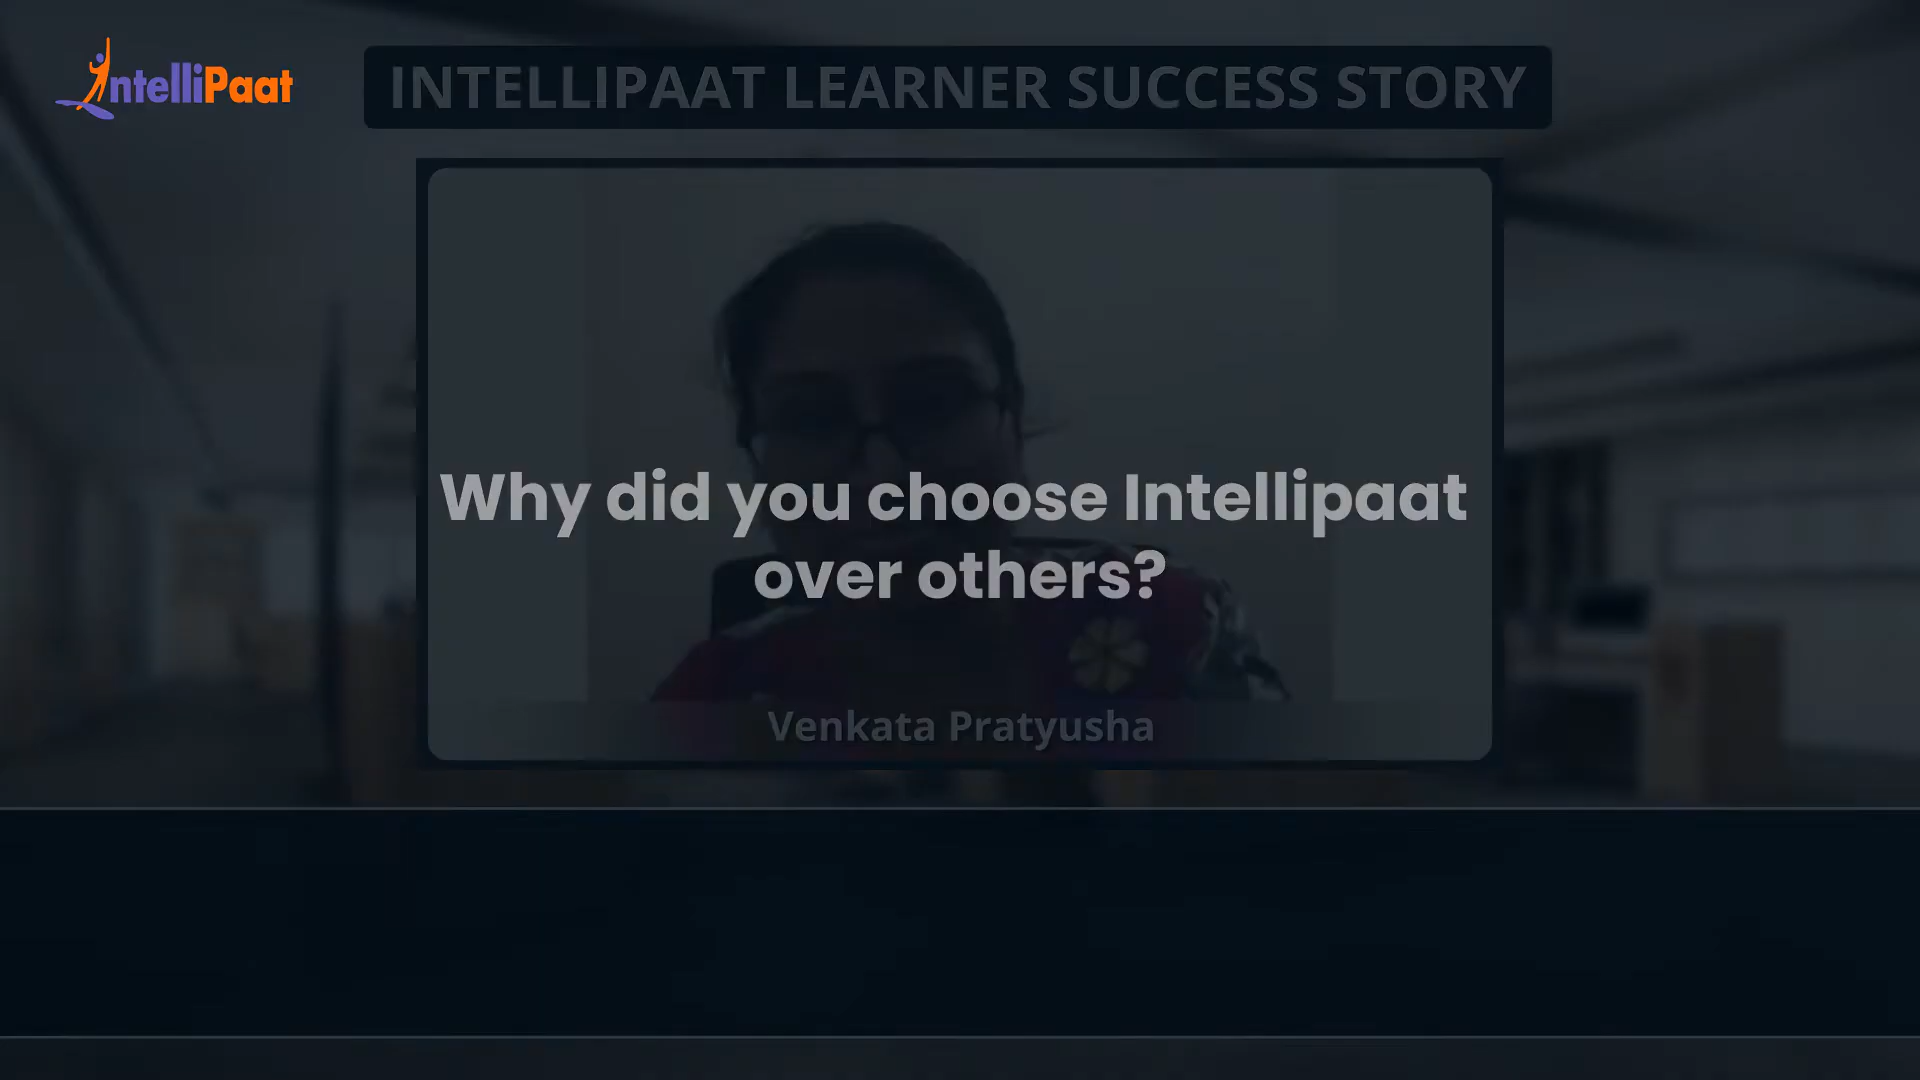 IntelliPaat
INTELLIPAAT LEARNER SUCCESS STORY
Why did you choose Intellipaat
over others?
Venkata Pratyusha